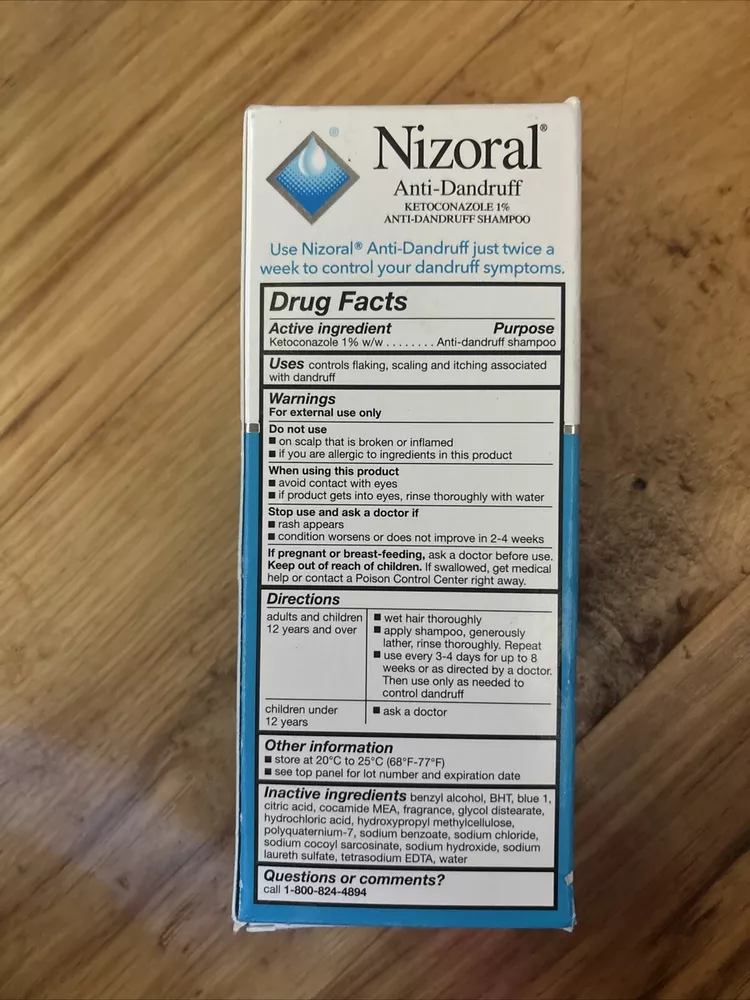 ®
Nizoral®
Anti-Dandruff
KETOCONAZOLE 1%
ANTI-DANDRUFF SHAMPOO
Use Nizoral® Anti-Dandruff just twice a
week to control your dandruff symptoms.
Drug Facts
Active ingredient Purpose
Ketoconazole 1% w/w . . . . . . . . Anti-dandruff shampoo
Uses controls flaking, scaling and itching associated
with dandruff
Warnings
For external use only
Do not use
■ on scalp that is broken or inflamed
■ if you are allergic to ingredients in this product
When using this product
■ avoid contact with eyes
■ if product gets into eyes, rinse thoroughly with water
Stop use and ask a doctor if
■ rash appears
■ condition worsens or does not improve in 2-4 weeks
If pregnant or breast-feeding, ask a doctor before use.
Keep out of reach of children. If swallowed, get medical
help or contact a Poison Control Center right away.
Directions
adults and children
12 years and over
■ wet hair thoroughly
■ apply shampoo, generously
lather, rinse thoroughly. Repeat
■ use every 3-4 days for up to 8
weeks or as directed by a doctor.
Then use only as needed to
control dandruff
children under
12 years
■ ask a doctor
Other information
■ store at 20°C to 25°C (68°F-77°F)
■ see top panel for lot number and expiration date
Inactive ingredients benzyl alcohol, BHT, blue 1,
citric acid, cocamide MEA, fragrance, glycol distearate,
hydrochloric acid, hydroxypropyl methylcellulose,
polyquaternium-7, sodium benzoate, sodium chloride,
sodium cocoyl sarcosinate, sodium hydroxide, sodium
laureth sulfate, tetrasodium EDTA, water
Questions or comments?
call 1-800-824-4894